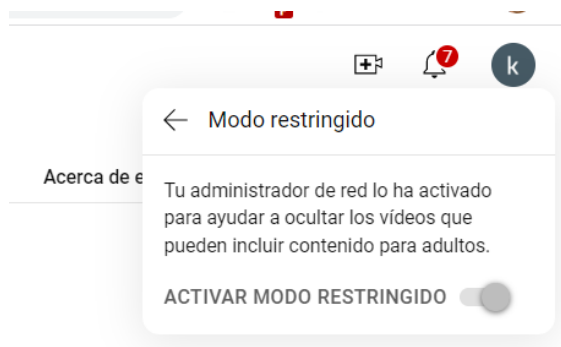 7
k
Modo restringido
Acerca de e
Tu administrador de red lo ha activado
para ayudar a ocultar los vídeos que
pueden incluir contenido para adultos.
ACTIVAR MODO RESTRINGIDO